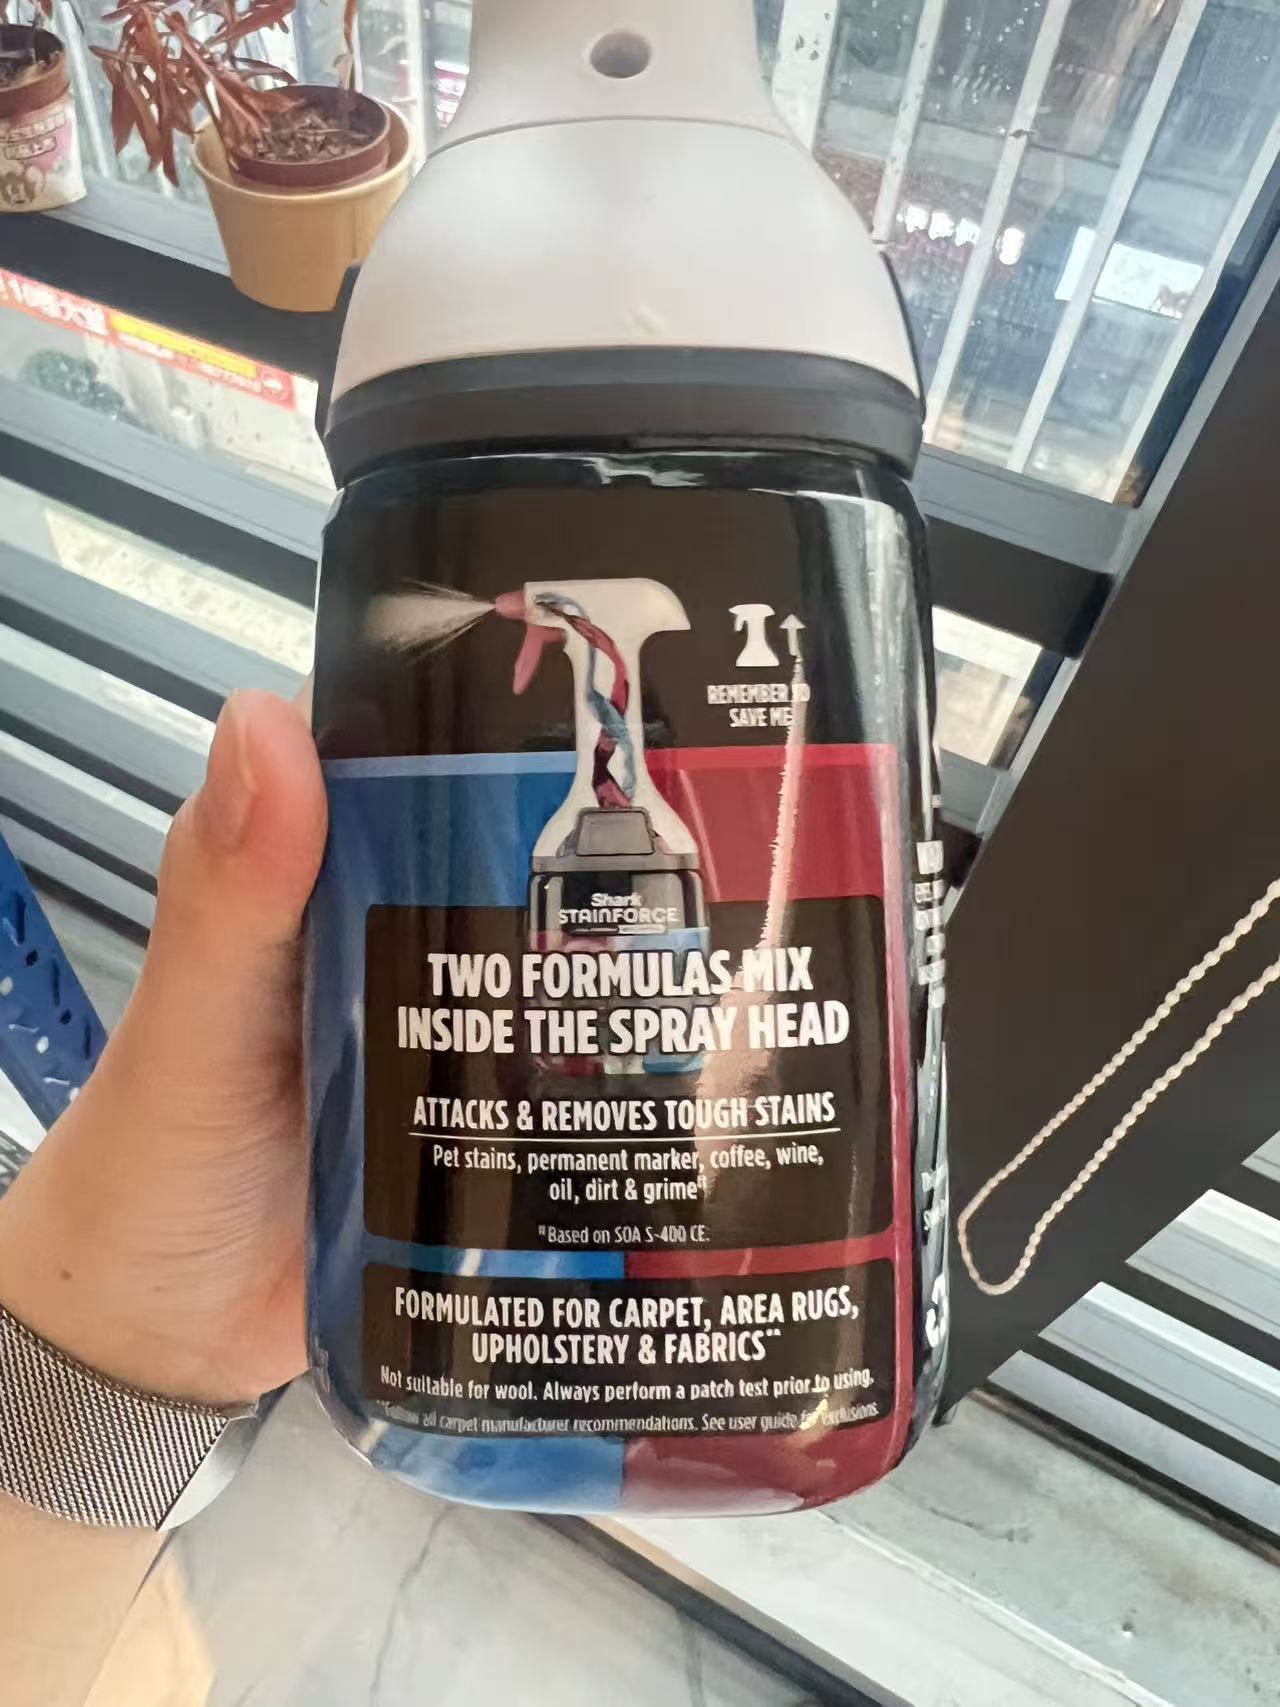 REMEMBER TO
SAVE ME
Shark
STAINFORCE
TWO FORMULAS MIX
INSIDE THE SPRAY HEAD
ATTACKS & REMOVES TOUGH STAINS
Pet stains, permanent marker, coffee, wine,
oil, dirt & grime
Based on SOA S-400 CE.
FORMULATED FOR CARPET, AREA RUGS,
UPHOLSTERY & FABRICS**
Not suitable for wool. Always perform a patch test prior to using.
**Follow all carpet manufacturer recommendations. See user guide for exclusions.